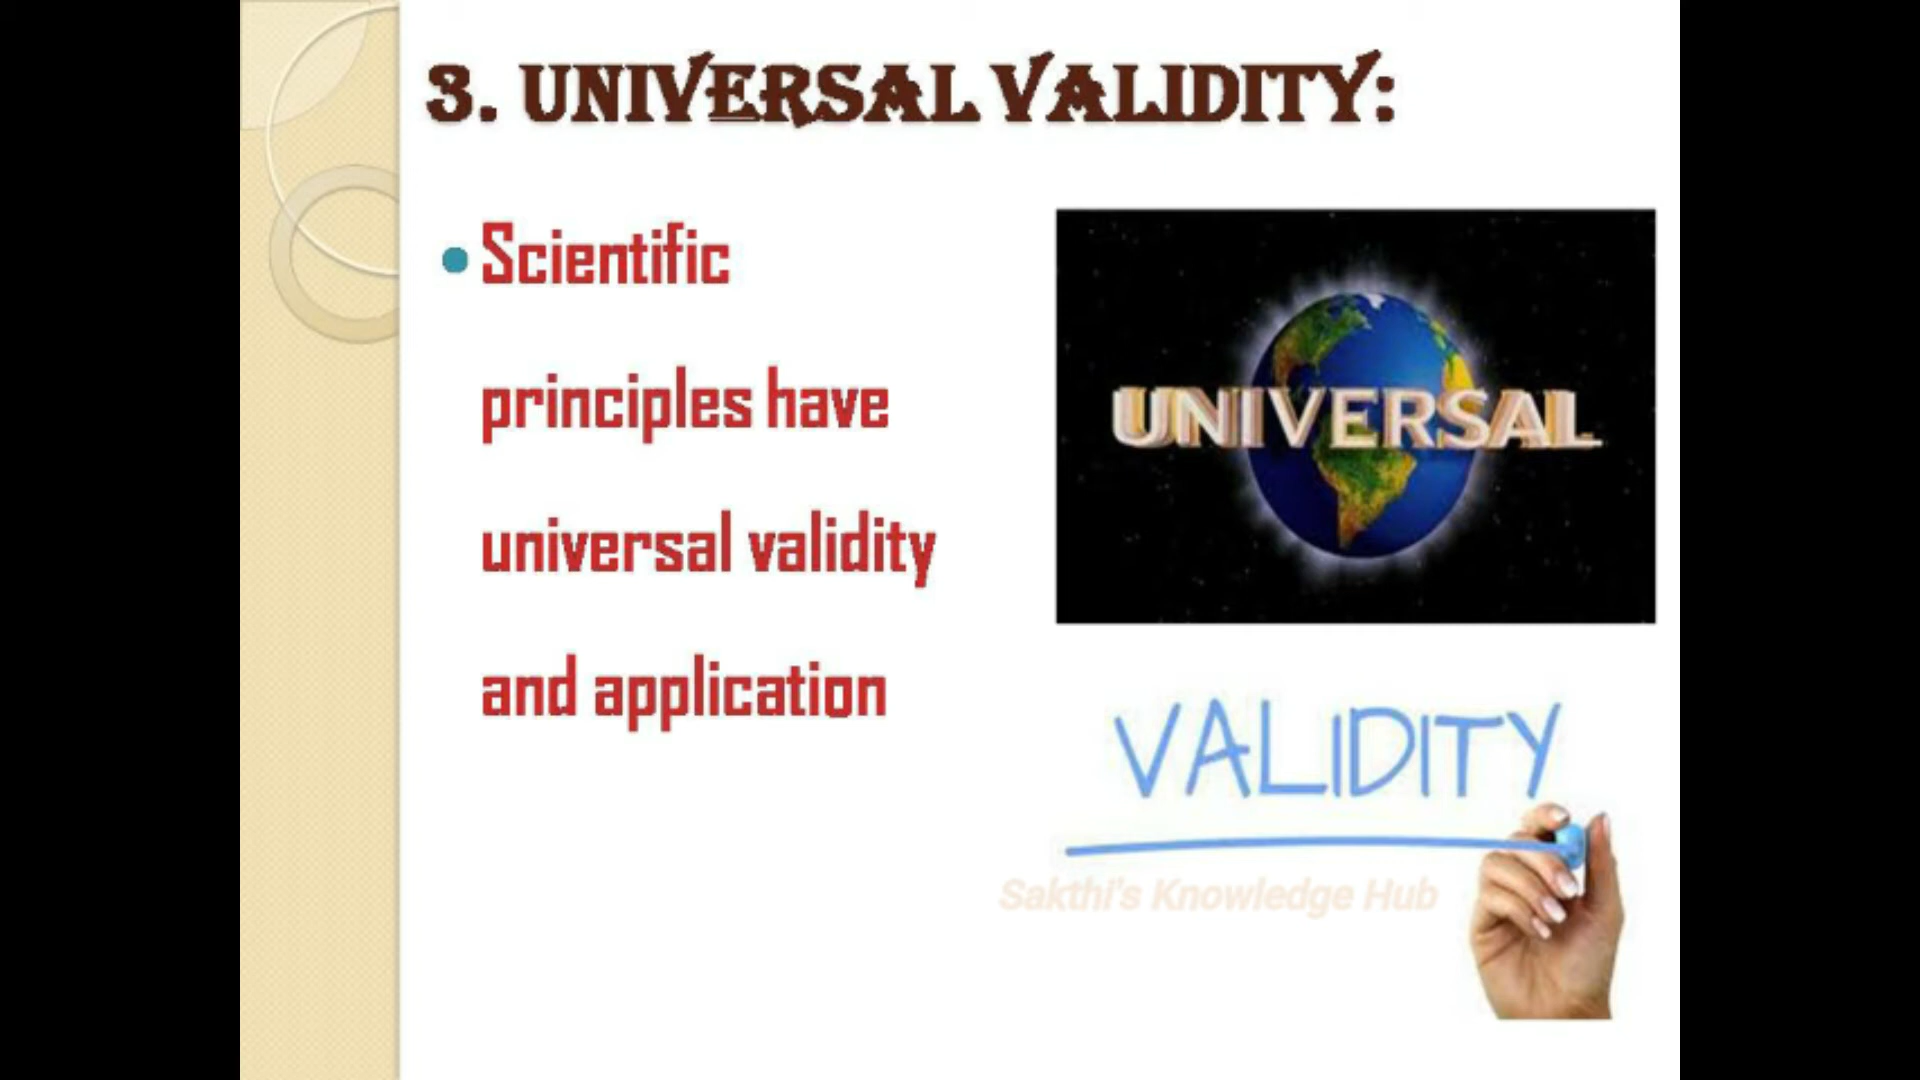 3. UNIVERSAL VALIDITY:
Scientific
principles have
universal validity
and application
UNIVERSAL
VALIDITY
Sakthi's Knowledge Hub